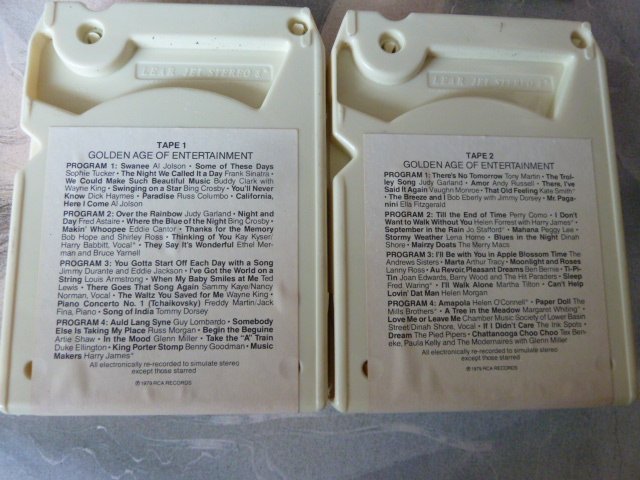 LEAR JET STEREO 8
TAPE 1
GOLDEN AGE OF ENTERTAINMENT
PROGRAM 1: Swanee Al Jolson • Some of These Days
Sophie Tucker • The Night We Called It a Day Frank Sinatra •
We Could Make Such Beautiful Music Buddy Clark with
Wayne King • Swinging on a Star Bing Crosby • You'll Never
Know Dick Haymes • Paradise Russ Columbo • California,
Here I Come Al Jolson
PROGRAM 2: Over the Rainbow Judy Garland • Night and
Day Fred Astaire • Where the Blue of the Night Bing Crosby •
Makin' Whoopee Eddie Cantor • Thanks for the Memory
Bob Hope and Shirley Ross • Thinking of You Kay Kyser/
Harry Babbitt, Vocal • They Say It's Wonderful Ethel Mer-
man and Bruce Yarnell
PROGRAM 3: You Gotta Start Off Each Day with a Song
Jimmy Durante and Eddie Jackson • I've Got the World on a
String Louis Armstrong • When My Baby Smiles at Me Ted
Lewis • There Goes That Song Again Sammy Kaye/Nancy
Norman, Vocal • The Waltz You Saved for Me Wayne King •
Piano Concerto No. 1 (Tchaikovsky) Freddy Martin/Jack
Fina, Piano • Song of India Tommy Dorsey
PROGRAM 4: Auld Lang Syne Guy Lombardo • Somebody
Else Is Taking My Place Russ Morgan • Begin the Beguine
Artie Shaw • In the Mood Glenn Miller • Take the "A" Train
Duke Ellington • King Porter Stomp Benny Goodman • Music
Makers Harry James*
All electronically re-recorded to simulate stereo
except those starred
℗ 1979 RCA RECORDS
LEAR JET STEREO 8
TAPE 2
GOLDEN AGE OF ENTERTAINMENT
PROGRAM 1: There's No Tomorrow Tony Martin • The Trol-
ley Song Judy Garland • Amor Andy Russell • There, I've
Said It Again Vaughn Monroe • That Old Feeling Kate Smith*
• The Breeze and I Bob Eberly with Jimmy Dorsey • Mr. Paga-
nini Ella Fitzgerald
PROGRAM 2: Till the End of Time Perry Como • I Don't
Want to Walk Without You Helen Forrest with Harry James* •
September in the Rain Jo Stafford* • Mañana Peggy Lee •
Stormy Weather Lena Horne • Blues in the Night Dinah
Shore • Mairzy Doats The Merry Macs
PROGRAM 3: I'll Be with You in Apple Blossom Time The
Andrews Sisters • Marta Arthur Tracy • Moonlight and Roses
Lanny Ross • Au Revoir, Pleasant Dreams Ben Bernie • Ti-Pi-
Tin Joan Edwards, Berry Wood and the Hit Paraders • Sleep
Fred Waring* • I'll Walk Alone Martha Tilton • Can't Help
Lovin' Dat Man Helen Morgan
PROGRAM 4: Amapola Helen O'Connell* • Paper Doll The
Mills Brothers* • A Tree in the Meadow Margaret Whiting* •
Love Me or Leave Me Chamber Music Society of Lower Basin
Street/Dinah Shore, Vocal • If I Didn't Care The Ink Spots •
Dream The Pied Pipers • Chattanooga Choo Choo Tex Ben-
eke, Paula Kelly and The Modernaires with Glenn Miller
All electronically re-recorded to simulate stereo
except those starred
℗ 1979 RCA RECORDS